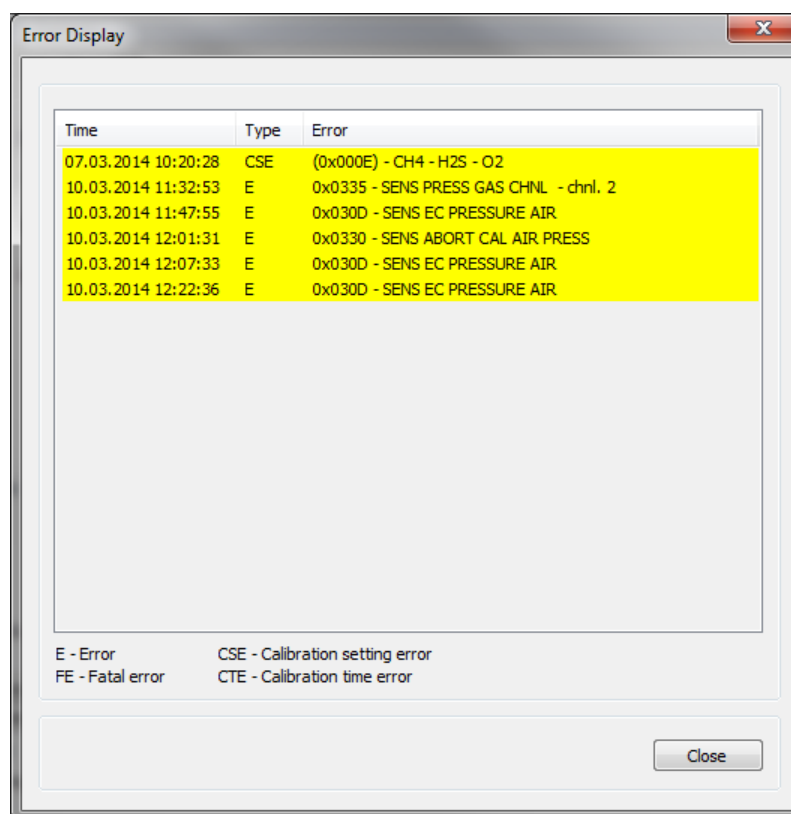 Error Display
Time Type Error
07.03.2014 10:20:28 CSE (0x000E) - CH4 - H2S - O2
10.03.2014 11:32:53 E 0x0335 - SENS PRESS GAS CHNL - chnl. 2
10.03.2014 11:47:55 E 0x030D - SENS EC PRESSURE AIR
10.03.2014 12:01:31 E 0x0330 - SENS ABORT CAL AIR PRESS
10.03.2014 12:07:33 E 0x030D - SENS EC PRESSURE AIR
10.03.2014 12:22:36 E 0x030D - SENS EC PRESSURE AIR
E - Error CSE - Calibration setting error
FE - Fatal error CTE - Calibration time error
Close